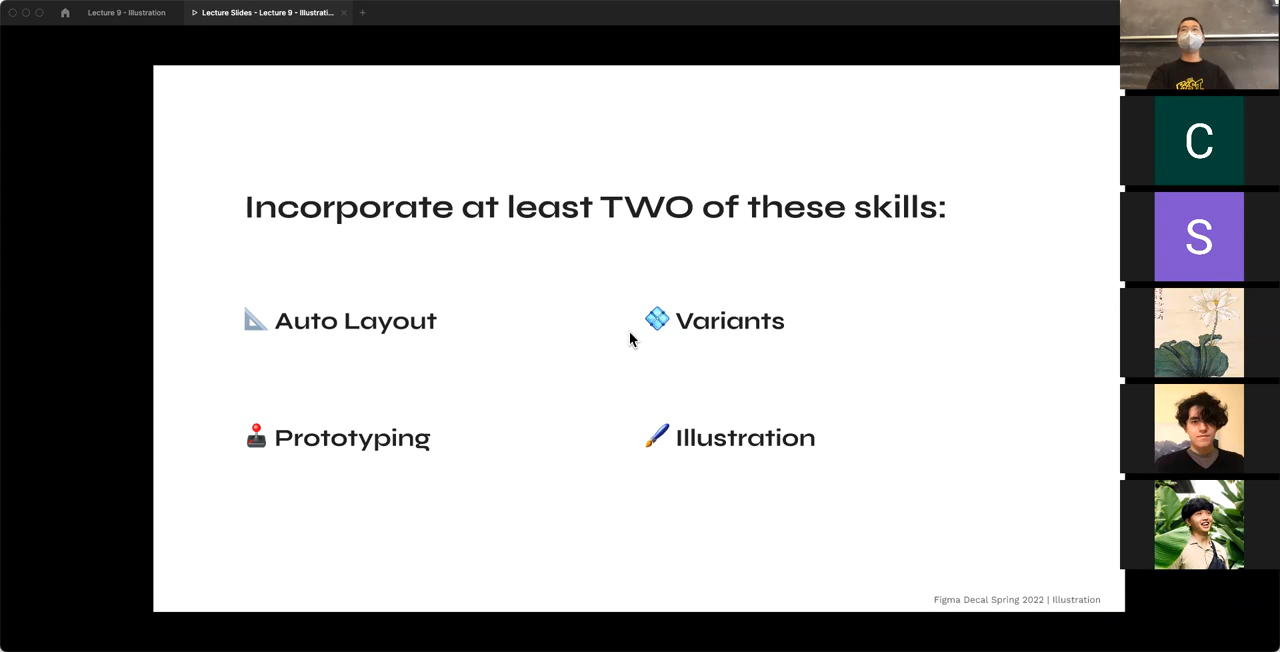 Lecture 9 - Illustration
Lecture Slides - Lecture 9 - Illustrati...
Incorporate at least TWO of these skills:
Auto Layout
Variants
Prototyping
Illustration
Figma Decal Spring 2022 | Illustration
C
S